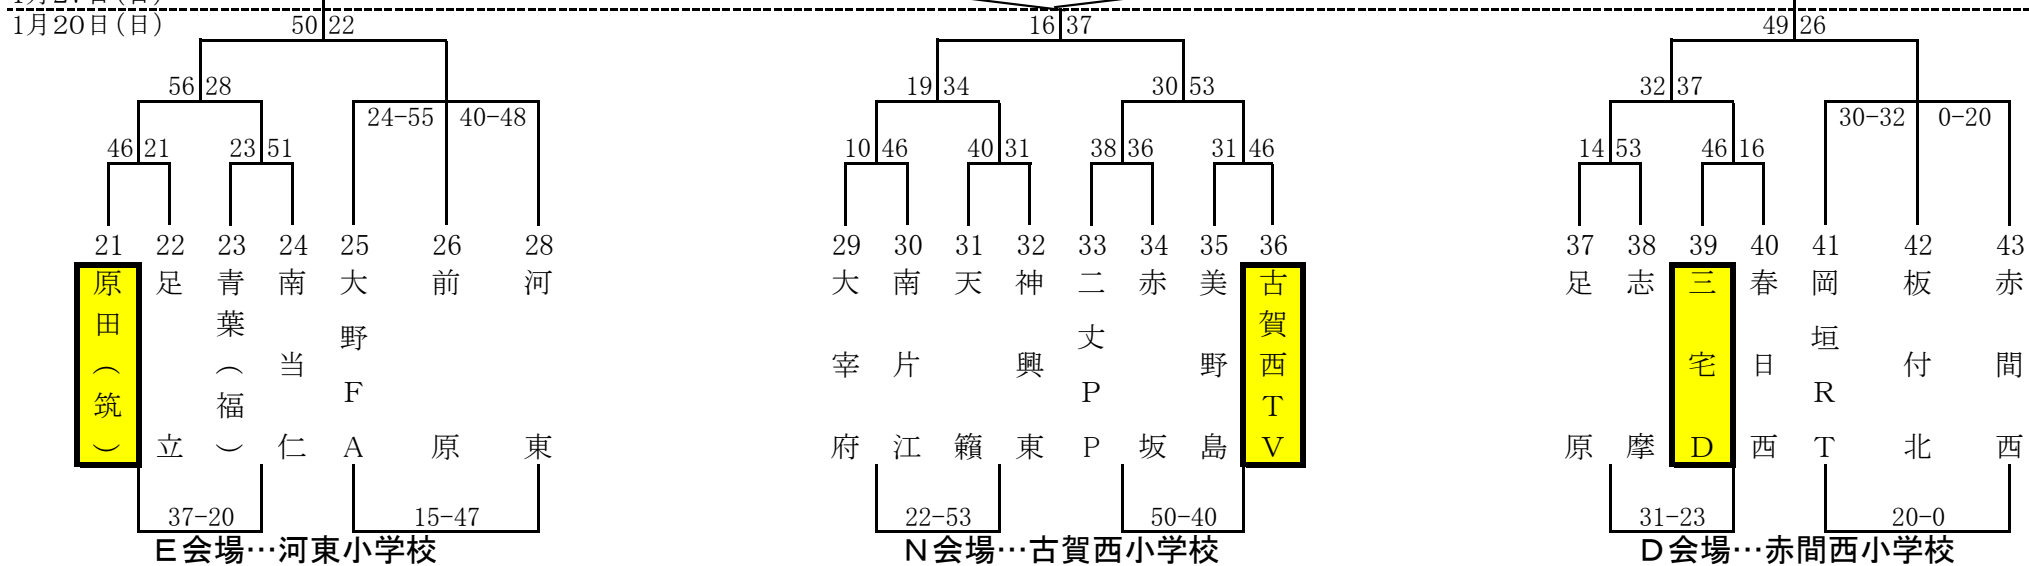 1月20日(日)
50 22
16 37
49 26
56 28
19 34
30 53
32 37
24-55 40-48
30-32 0-20
46 21
23 51
10 46
40 31
38 36
31 46
14 53
46 16
21 22 23 24 25 26 28
29 30 31 32 33 34 35 36
37 38 39 40 41 42 43
原田(筑)
足立
青葉(福)
南当仁
大野FA
前原
河東
大宰府
南片江
天籟
神興東
二丈PP
赤坂
美野島
古賀西TV
足原
志摩
三宅D
春日西
岡垣RT
板付北
赤間西
37-20
15-47
22-53
50-40
31-23
20-0
E会場…河東小学校
N会場…古賀西小学校
D会場…赤間西小学校